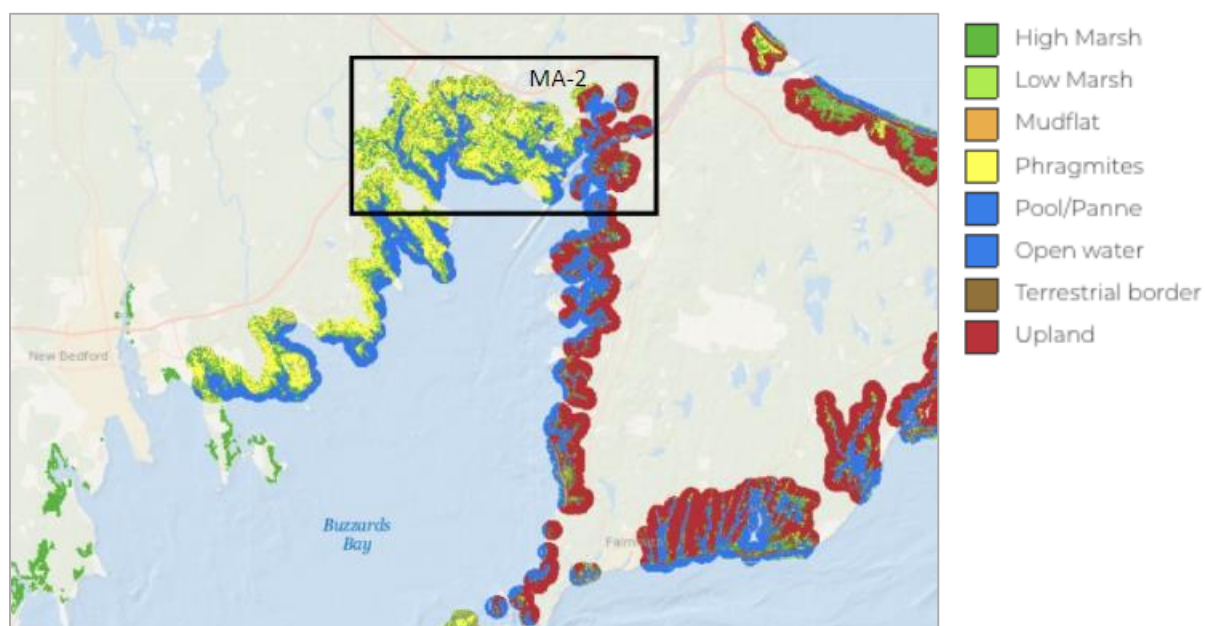 MA-2
New Bedford
Buzzards
Bay
High Marsh
Low Marsh
Mudflat
Phragmites
Pool/Panne
Open water
Terrestrial border
Upland